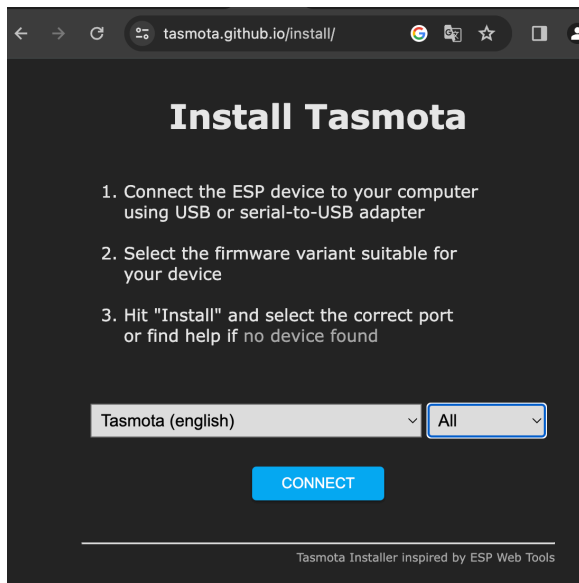 tasmota.github.io/install/
Install Tasmota
1. Connect the ESP device to your computer
using USB or serial-to-USB adapter
2. Select the firmware variant suitable for
your device
3. Hit "Install" and select the correct port
or find help if no device found
Tasmota (english)
All
CONNECT
Tasmota Installer inspired by ESP Web Tools